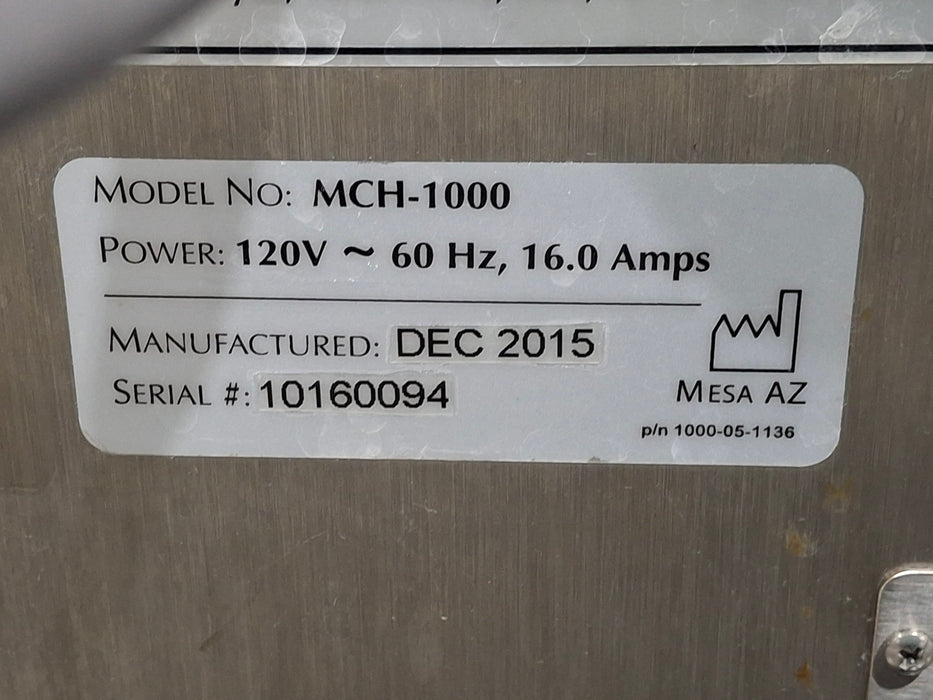 MODEL NO: MCH-1000
POWER: 120V ~ 60 Hz, 16.0 Amps
MANUFACTURED: DEC 2015
SERIAL #: 10160094
MESA AZ
p/n 1000-05-1136